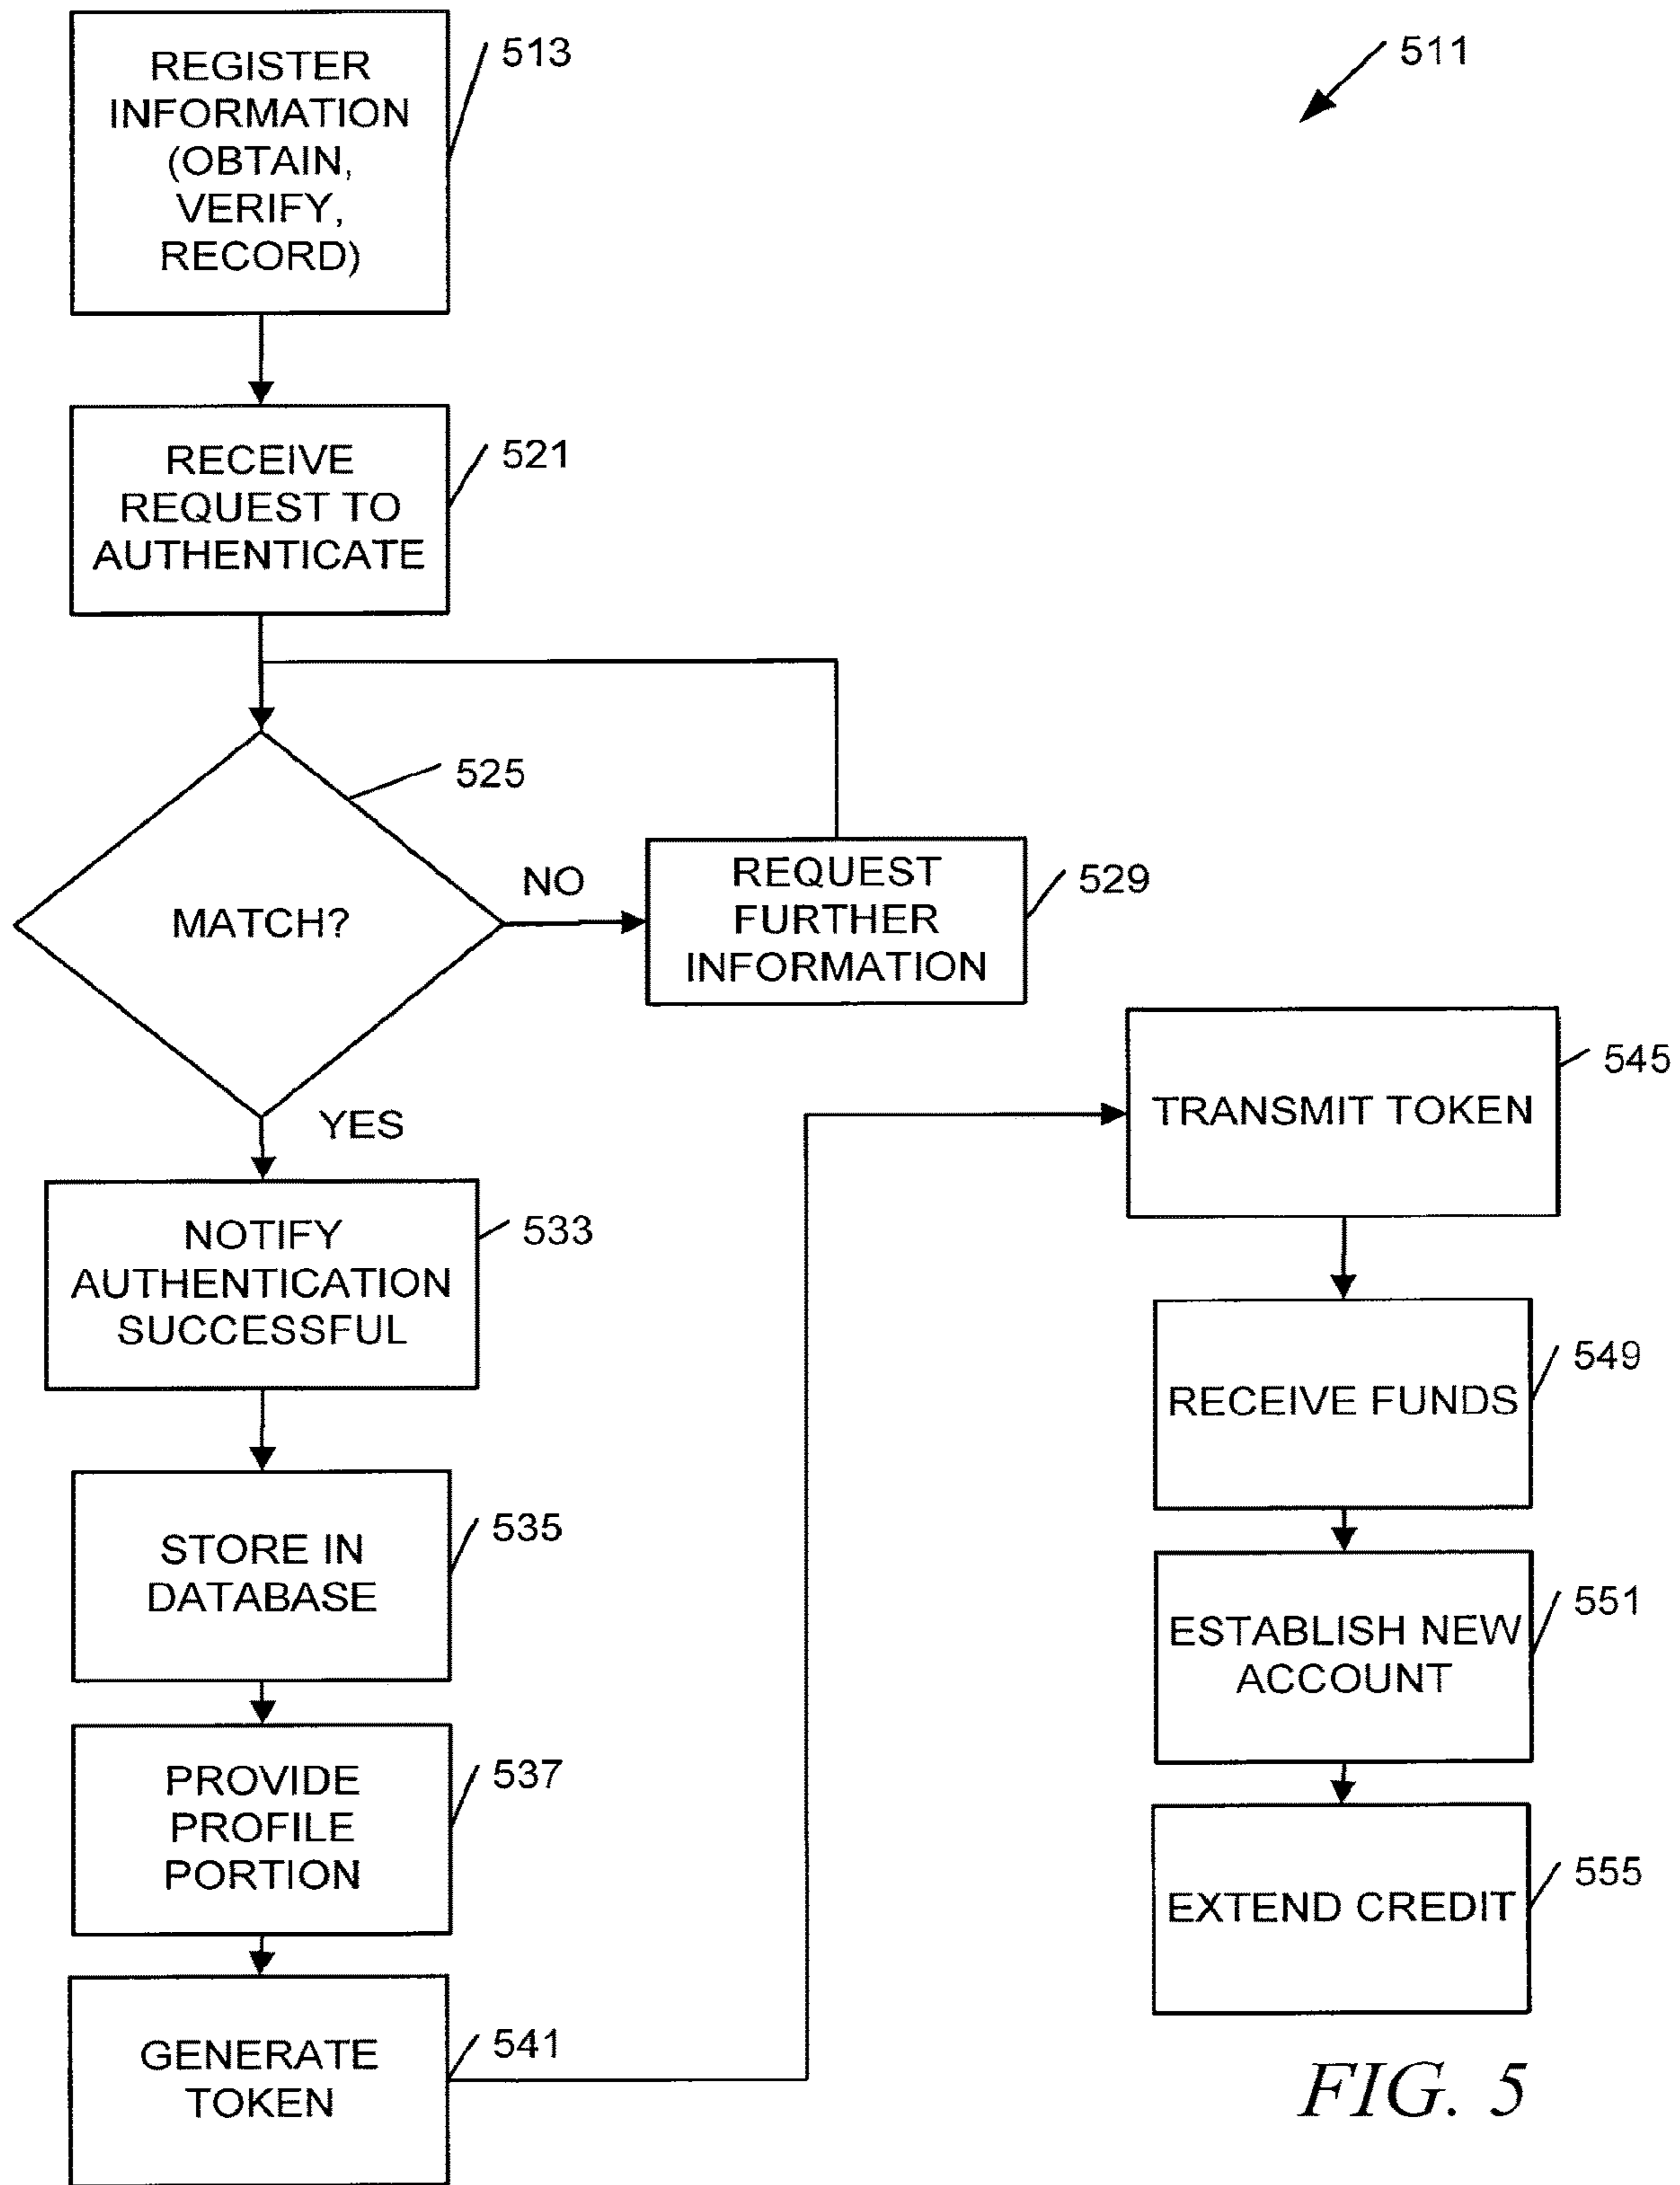 REGISTER
INFORMATION
(OBTAIN,
VERIFY,
RECORD)
513
511
RECEIVE
REQUEST TO
AUTHENTICATE
521
MATCH?
525
NO
REQUEST
FURTHER
INFORMATION
529
YES
NOTIFY
AUTHENTICATION
SUCCESSFUL
533
STORE IN
DATABASE
535
PROVIDE
PROFILE
PORTION
537
GENERATE
TOKEN
541
TRANSMIT TOKEN
545
RECEIVE FUNDS
549
ESTABLISH NEW
ACCOUNT
551
EXTEND CREDIT
555
FIG. 5